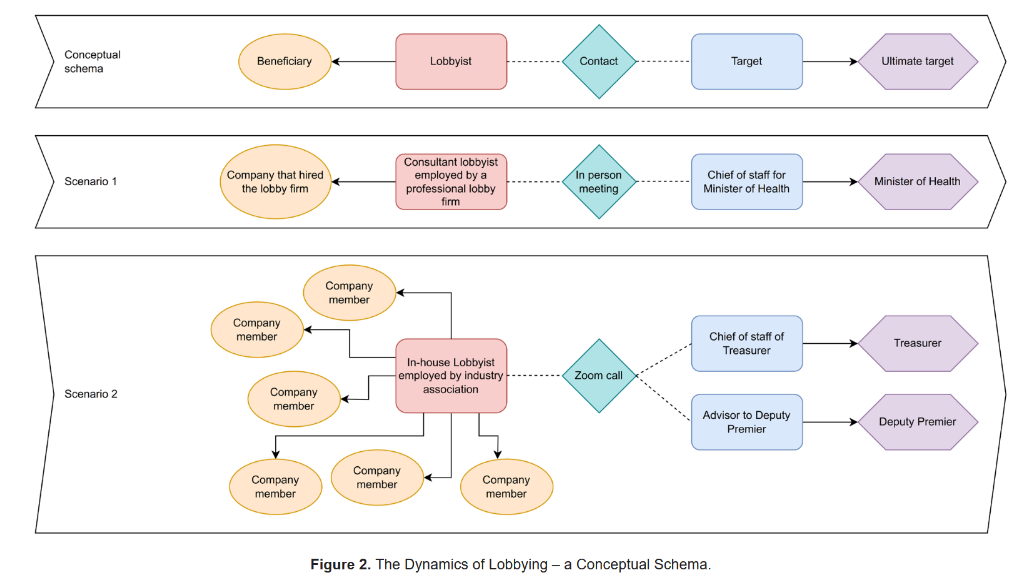 Conceptual
schema
Beneficiary
Lobbyist
Contact
Target
Ultimate target
Scenario 1
Company that hired
the lobby firm
Consultant lobbyist
employed by a
professional lobby
firm
In person
meeting
Chief of staff for
Minister of Health
Minister of Health
Scenario 2
Company
member
Company
member
Company
member
Company
member
Company
member
Company
member
In-house Lobbyist
employed by industry
association
Zoom call
Chief of staff of
Treasurer
Treasurer
Advisor to Deputy
Premier
Deputy Premier
Figure 2. The Dynamics of Lobbying – a Conceptual Schema.